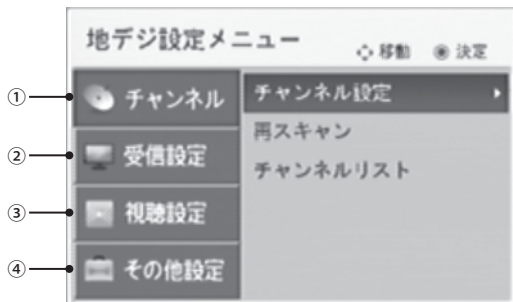 地デジ設定メニュー 移動 決定
① チャンネル
② 受信設定
③ 視聴設定
④ その他設定
チャンネル設定
再スキャン
チャンネルリスト